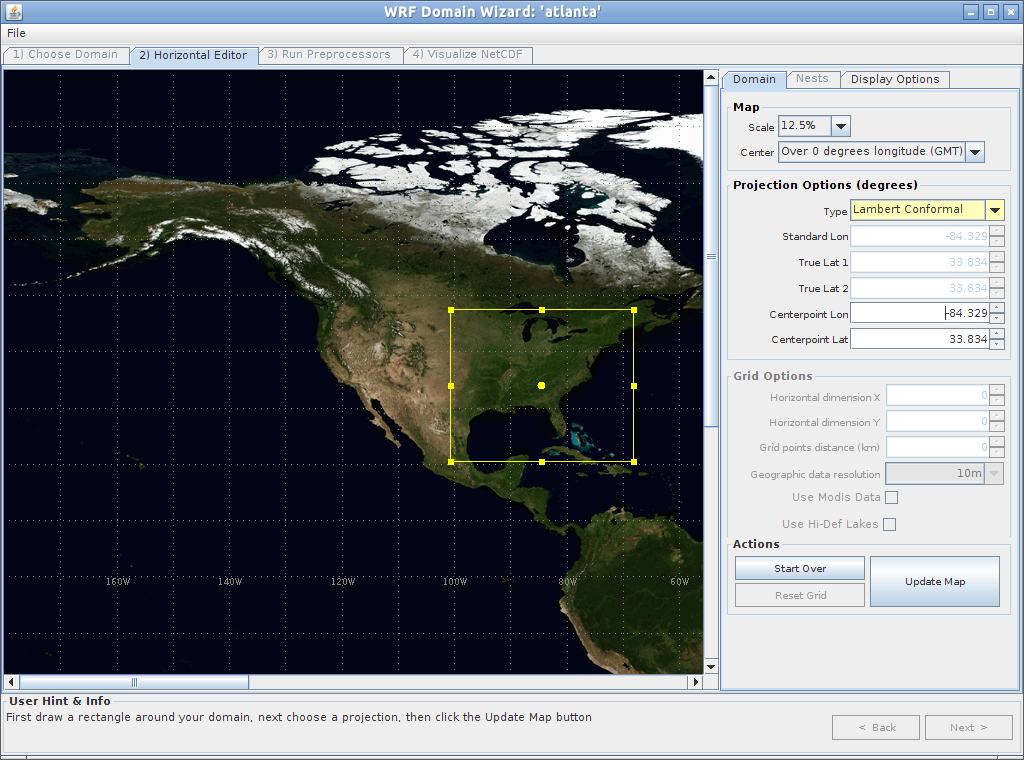 WRF Domain Wizard: 'atlanta'
File
1) Choose Domain
2) Horizontal Editor
3) Run Preprocessors
4) Visualize NetCDF
Domain
Nests
Display Options
Map
Scale 12.5%
Center Over 0 degrees longitude (GMT)
Projection Options (degrees)
Type Lambert Conformal
Standard Lon -84.329
True Lat 1 33.834
True Lat 2 33.834
Centerpoint Lon -84.329
Centerpoint Lat 33.834
Grid Options
Horizontal dimension X 0
Horizontal dimension Y 0
Grid points distance (km) 0
Geographic data resolution 10m
Use Modis Data
Use Hi-Def Lakes
Actions
Start Over
Reset Grid
Update Map
160W 140W 120W 100W 80W 60W
User Hint & Info
First draw a rectangle around your domain, next choose a projection, then click the Update Map button
< Back
Next >